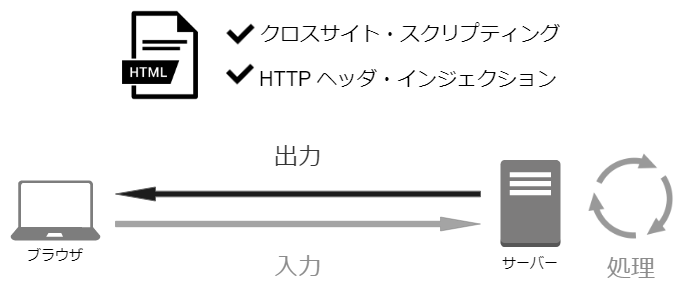 クロスサイト・スクリプティング
HTML
HTTP ヘッダ・インジェクション
出力
ブラウザ
入力
サーバー
処理